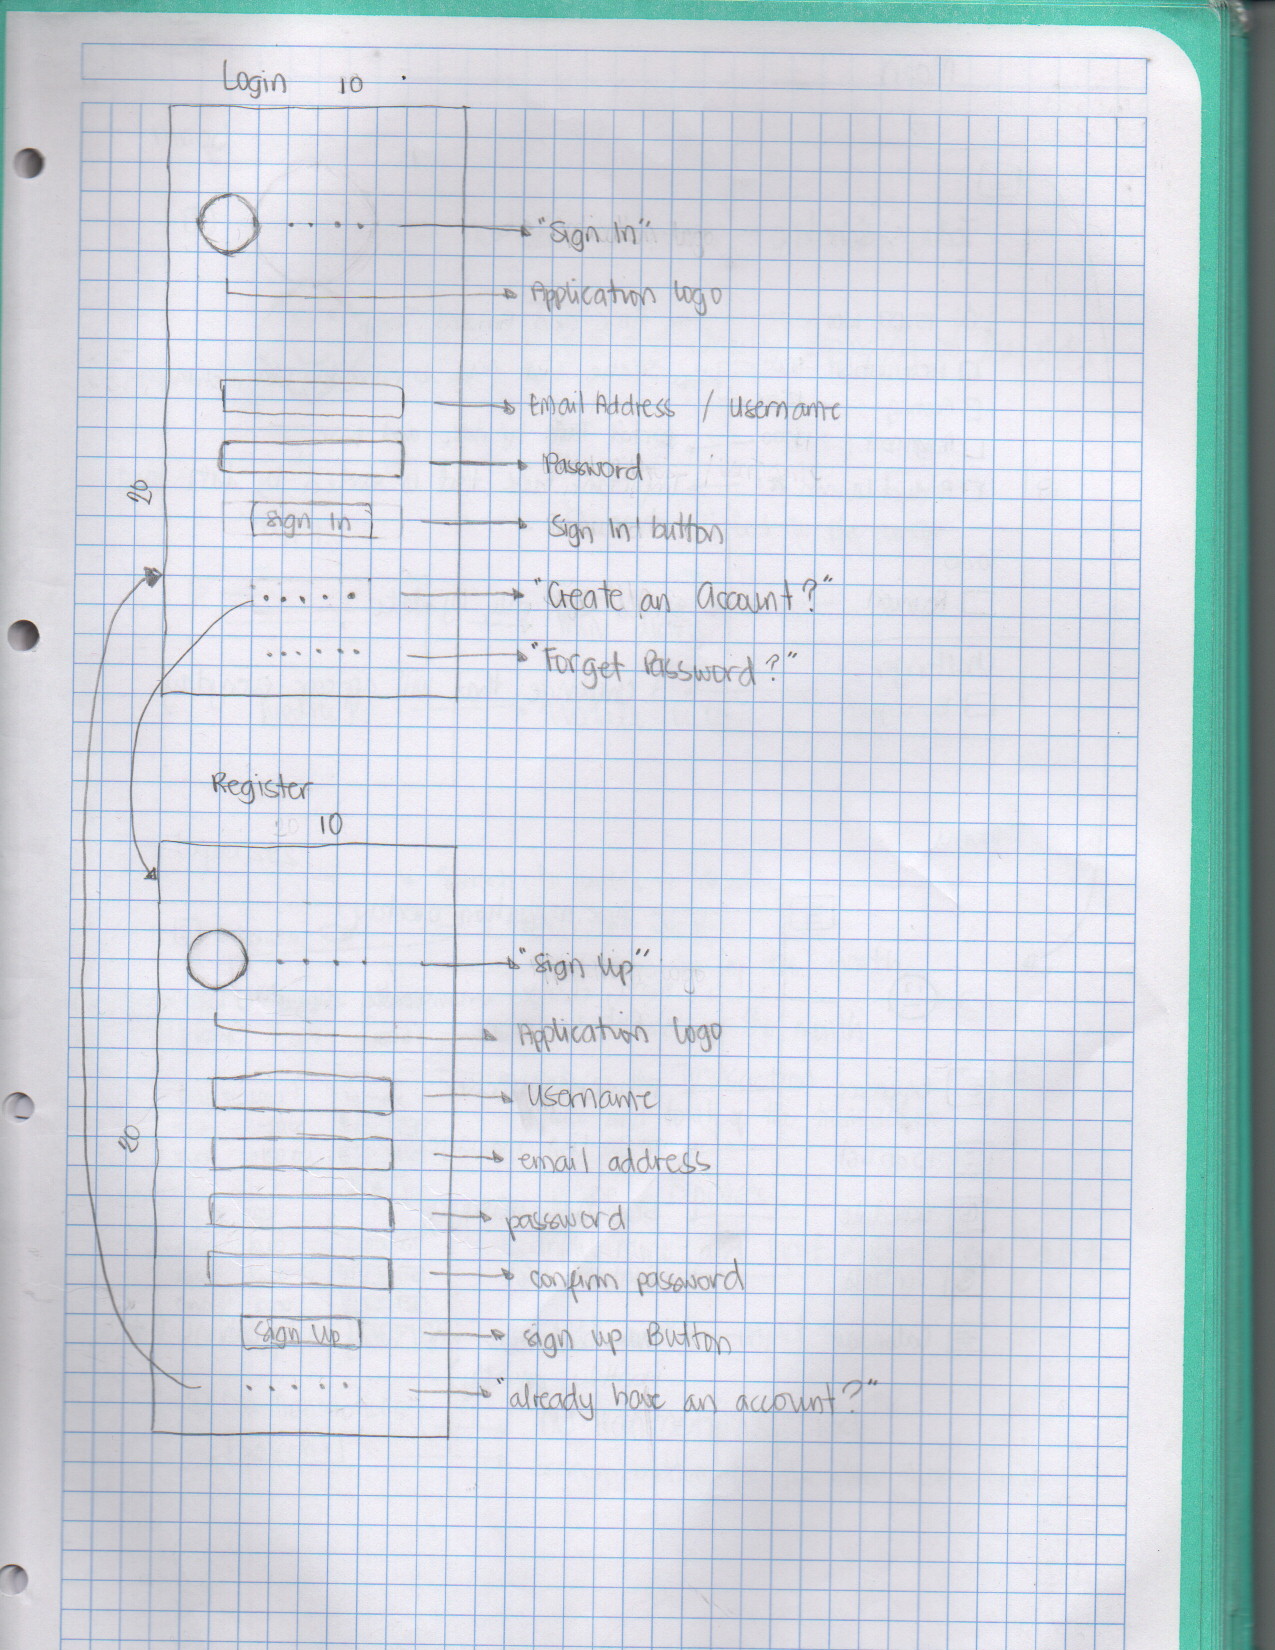 Login 10
"Sign In"
Application logo
Email Address / Username
Password
20
Sign In
Sign In button
"Create an Account?"
"Forget Password?"
Register
10
"Sign Up"
Application logo
Username
20
email address
password
confirm password
Sign Up
sign up Button
"already have an account?"